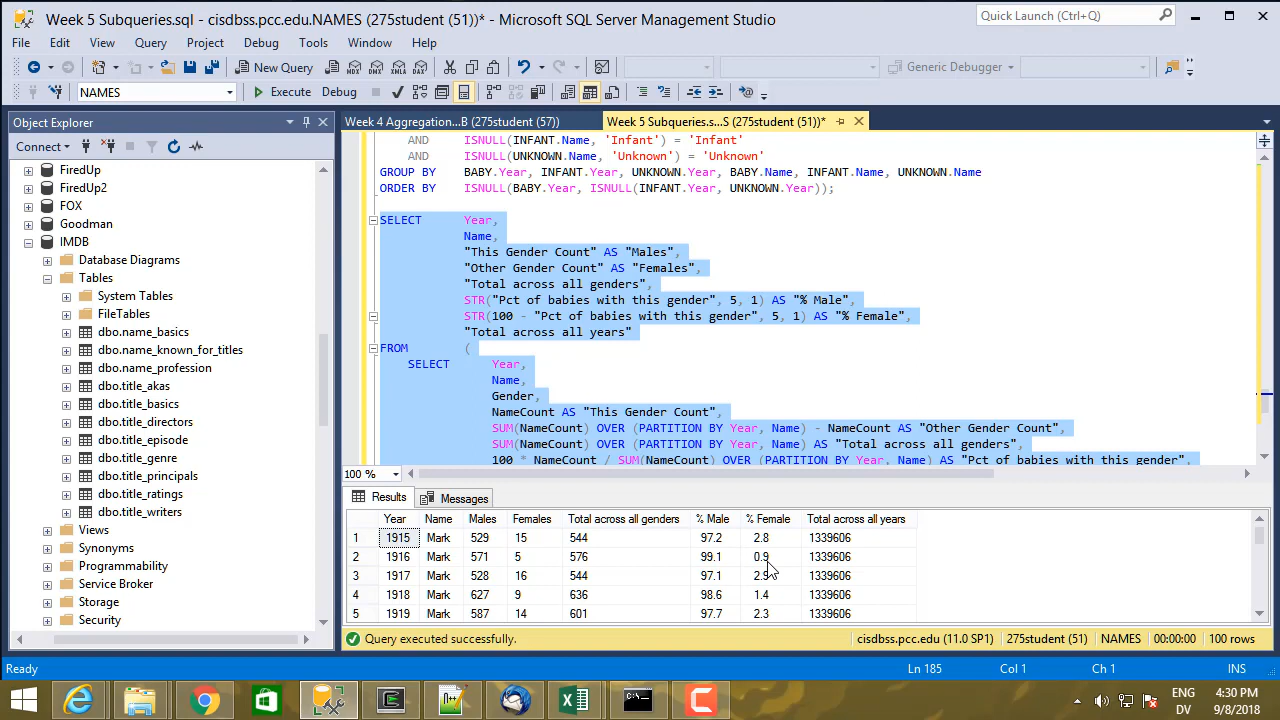 Week 5 Subqueries.sql - cisdbss.pcc.edu.NAMES (275student (51))* - Microsoft SQL Server Management Studio
Quick Launch (Ctrl+Q)
File Edit View Query Project Debug Tools Window Help
New Query
MDX DMX XMLA DAX
Generic Debugger
NAMES
Execute Debug
Object Explorer
Week 4 Aggregation...B (275student (57))
Week 5 Subqueries.s...S (275student (51))*
Connect
FiredUp
FiredUp2
FOX
Goodman
IMDB
Database Diagrams
Tables
System Tables
FileTables
dbo.name_basics
dbo.name_known_for_titles
dbo.name_profession
dbo.title_akas
dbo.title_basics
dbo.title_directors
dbo.title_episode
dbo.title_genre
dbo.title_principals
dbo.title_ratings
dbo.title_writers
Views
Synonyms
Programmability
Service Broker
Storage
Security
AND ISNULL(INFANT.Name, 'Infant') = 'Infant'
AND ISNULL(UNKNOWN.Name, 'Unknown') = 'Unknown'
GROUP BY BABY.Year, INFANT.Year, UNKNOWN.Year, BABY.Name, INFANT.Name, UNKNOWN.Name
ORDER BY ISNULL(BABY.Year, ISNULL(INFANT.Year, UNKNOWN.Year));
SELECT Year,
Name,
"This Gender Count" AS "Males",
"Other Gender Count" AS "Females",
"Total across all genders",
STR("Pct of babies with this gender", 5, 1) AS "% Male",
STR(100 - "Pct of babies with this gender", 5, 1) AS "% Female",
"Total across all years"
FROM (
SELECT Year,
Name,
Gender,
NameCount AS "This Gender Count",
SUM(NameCount) OVER (PARTITION BY Year, Name) - NameCount AS "Other Gender Count",
SUM(NameCount) OVER (PARTITION BY Year, Name) AS "Total across all genders",
100 * NameCount / SUM(NameCount) OVER (PARTITION BY Year, Name) AS "Pct of babies with this gender",
100 %
Results Messages
Year Name Males Females Total across all genders % Male % Female Total across all years
1 1915 Mark 529 15 544 97.2 2.8 1339606
2 1916 Mark 571 5 576 99.1 0.9 1339606
3 1917 Mark 528 16 544 97.1 2.9 1339606
4 1918 Mark 627 9 636 98.6 1.4 1339606
5 1919 Mark 587 14 601 97.7 2.3 1339606
Query executed successfully.
cisdbss.pcc.edu (11.0 SP1) 275student (51) NAMES 00:00:00 100 rows
Ready Ln 185 Col 1 Ch 1 INS
ENG 4:30 PM
DV 9/8/2018